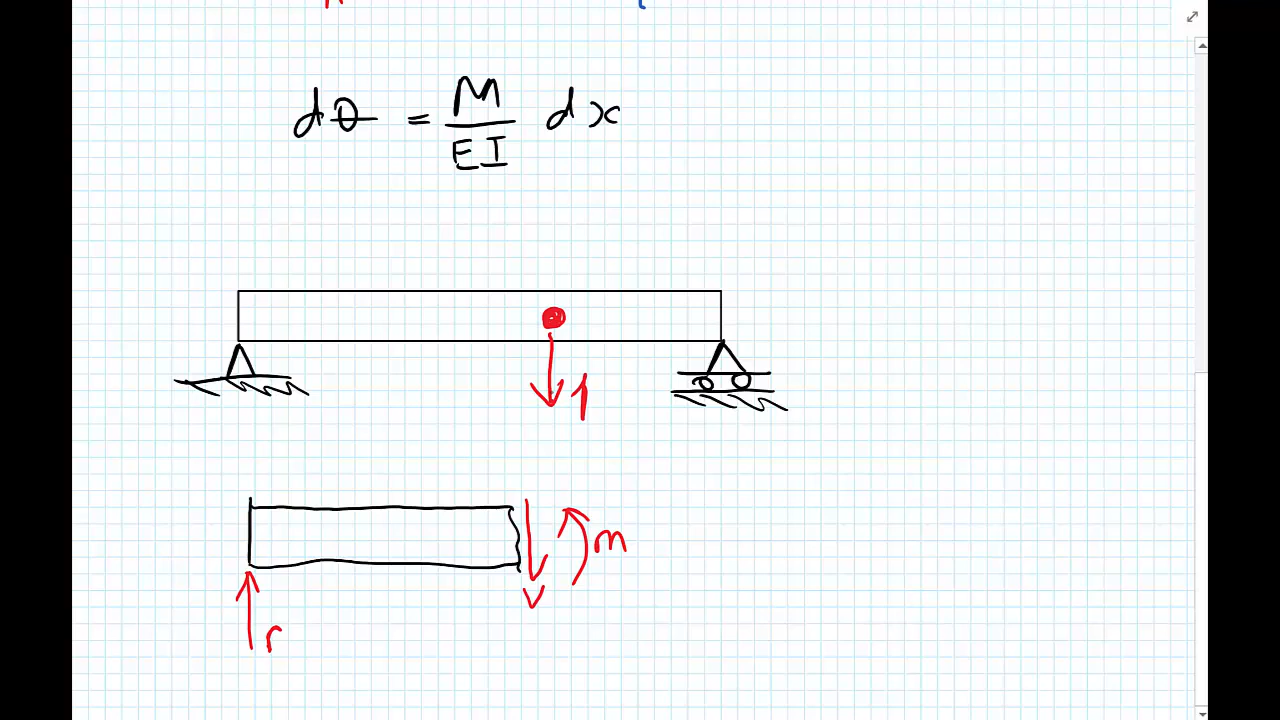 dθ = M/EI dx
1
m
v
r